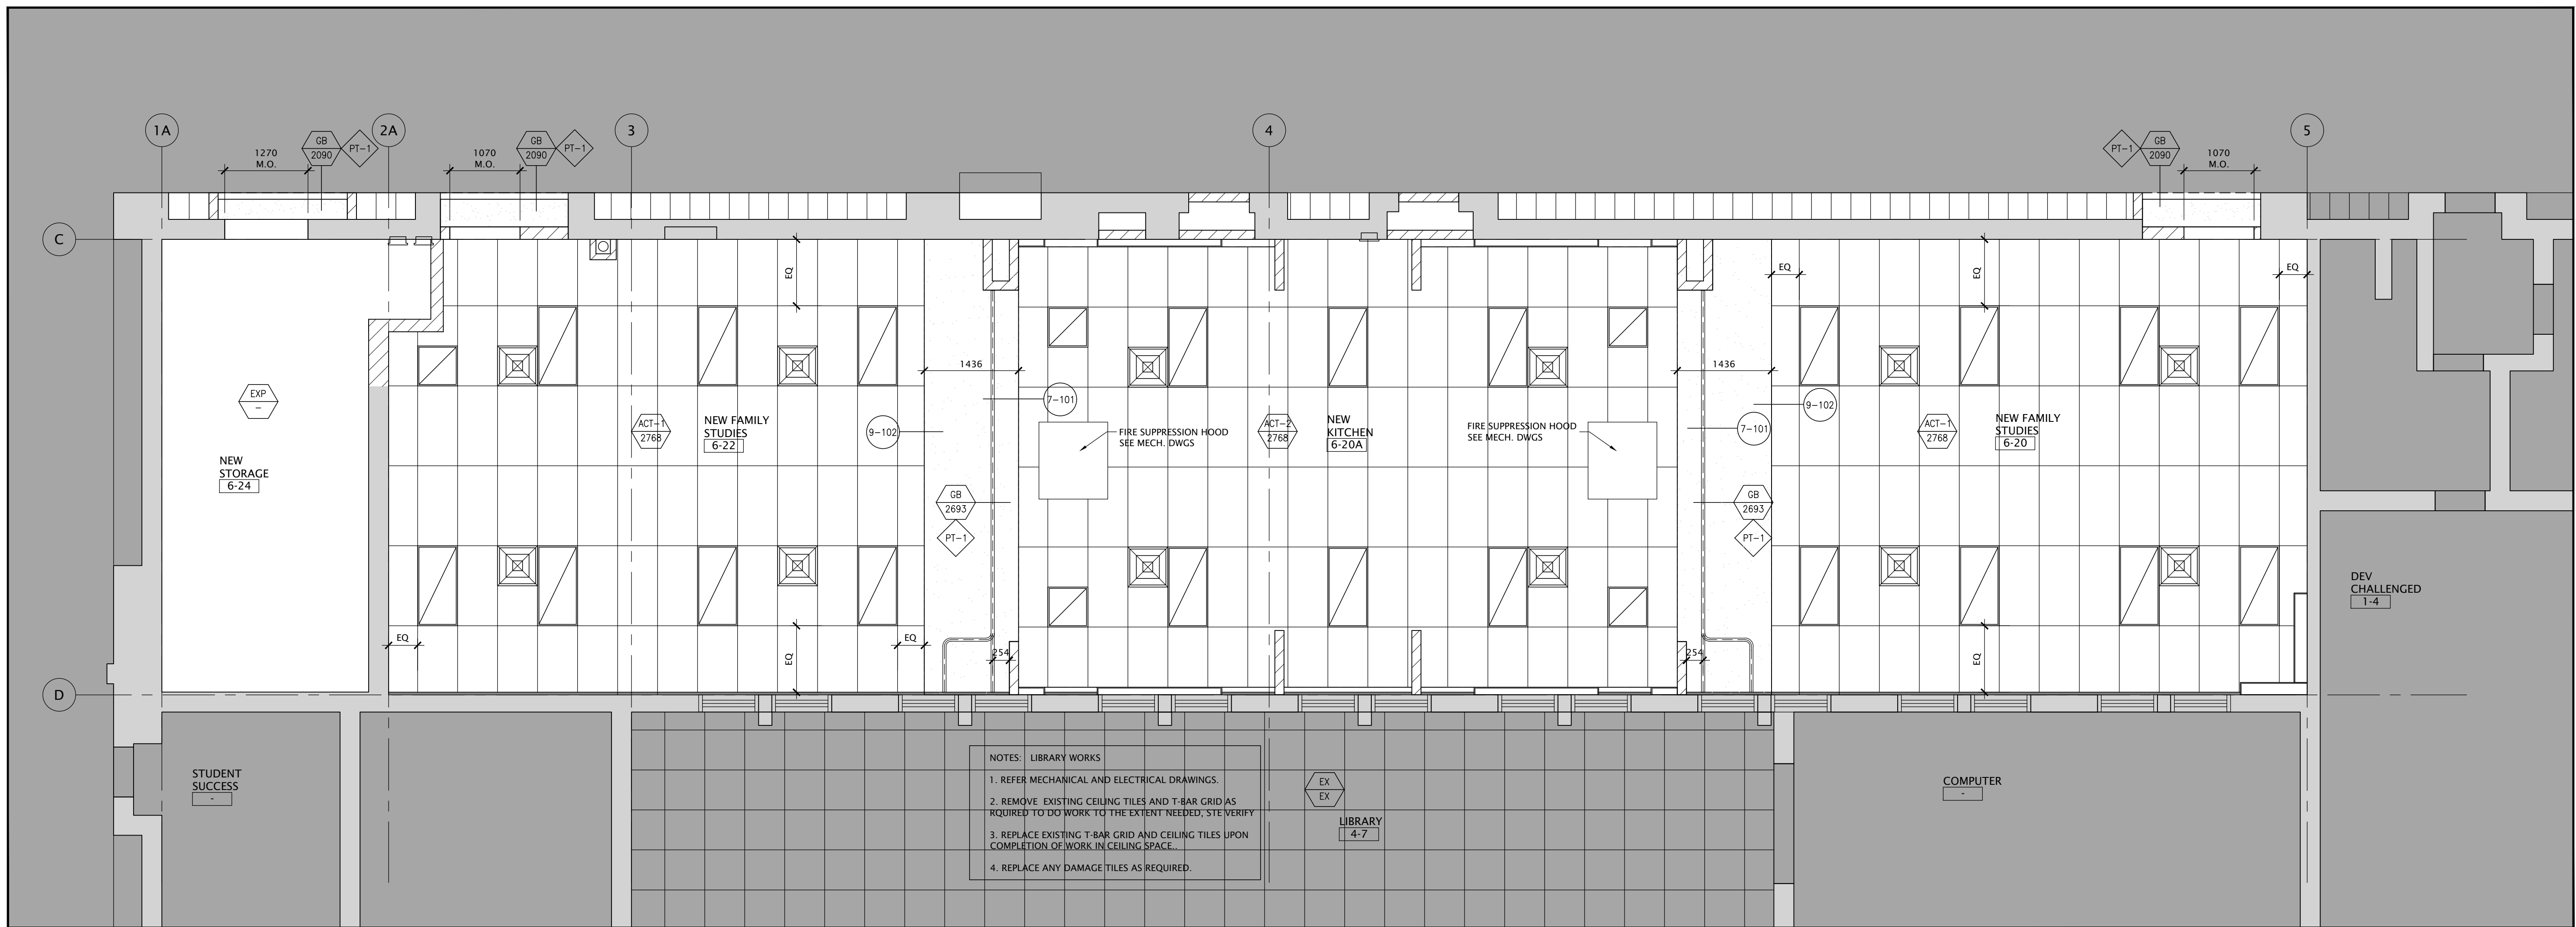 1A
2A
3
4
5
1270
M.O.
GB
2090
PT-1
1070
M.O.
GB
2090
PT-1
PT-1
GB
2090
1070
M.O.
C
D
EQ
EQ
EQ
EQ
1436
1436
EXP
-
NEW
STORAGE
6-24
ACT-1
2768
NEW FAMILY
STUDIES
6-22
9-102
7-101
FIRE SUPPRESSION HOOD
SEE MECH. DWGS
ACT-2
2768
NEW
KITCHEN
6-20A
FIRE SUPPRESSION HOOD
SEE MECH. DWGS
7-101
9-102
ACT-1
2768
NEW FAMILY
STUDIES
6-20
GB
2693
PT-1
GB
2693
PT-1
EQ
EQ
EQ
254
254
EQ
DEV
CHALLENGED
1-4
STUDENT
SUCCESS
-
NOTES: LIBRARY WORKS
1. REFER MECHANICAL AND ELECTRICAL DRAWINGS.
2. REMOVE EXISTING CEILING TILES AND T-BAR GRID AS
RQUIRED TO DO WORK TO THE EXTENT NEEDED, STE VERIFY
3. REPLACE EXISTING T-BAR GRID AND CEILING TILES UPON
COMPLETION OF WORK IN CEILING SPACE..
4. REPLACE ANY DAMAGE TILES AS REQUIRED.
EX
EX
LIBRARY
4-7
COMPUTER
-